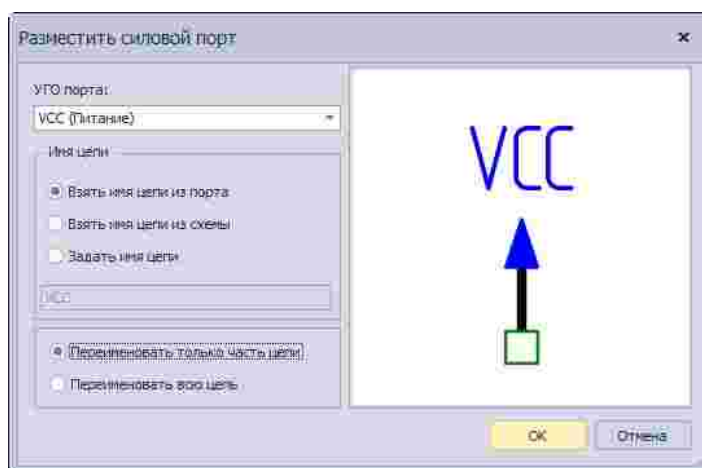 Разместить силовой порт
УГО порта:
VCC (Питание)
Имя цепи
Взять имя цепи из порта
Взять имя цепи из схемы
Задать имя цепи
VCC
Переименовать только часть цепи
Переименовать всю цепь
VCC
OK
Отмена